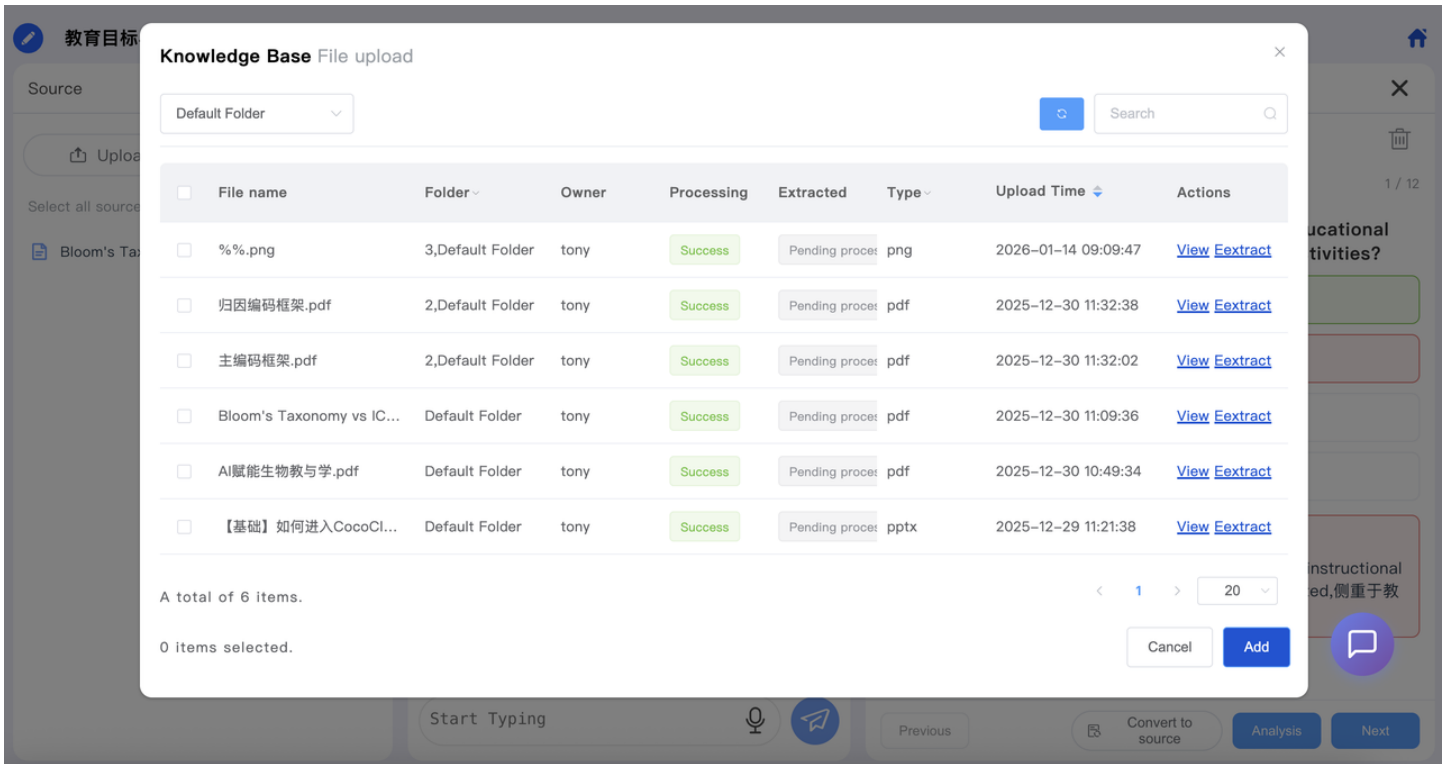 教育目标
Knowledge Base File upload
Source
Default Folder
Search
Uploa
1 / 12
File name Folder Owner Processing Extracted Type Upload Time Actions
Select all source
ucational
%%.png 3,Default Folder tony Success Pending proces png 2026-01-14 09:09:47 View Eextract
Bloom's Tax
tivities?
归因编码框架.pdf 2,Default Folder tony Success Pending proces pdf 2025-12-30 11:32:38 View Eextract
主编码框架.pdf 2,Default Folder tony Success Pending proces pdf 2025-12-30 11:32:02 View Eextract
Bloom's Taxonomy vs IC... Default Folder tony Success Pending proces pdf 2025-12-30 11:09:36 View Eextract
AI赋能生物教与学.pdf Default Folder tony Success Pending proces pdf 2025-12-30 10:49:34 View Eextract
【基础】如何进入CocoCl... Default Folder tony Success Pending proces pptx 2025-12-29 11:21:38 View Eextract
instructional
ed,侧重于教
A total of 6 items.
1 20
0 items selected.
Cancel Add
Start Typing
Previous
Convert to
source
Analysis
Next